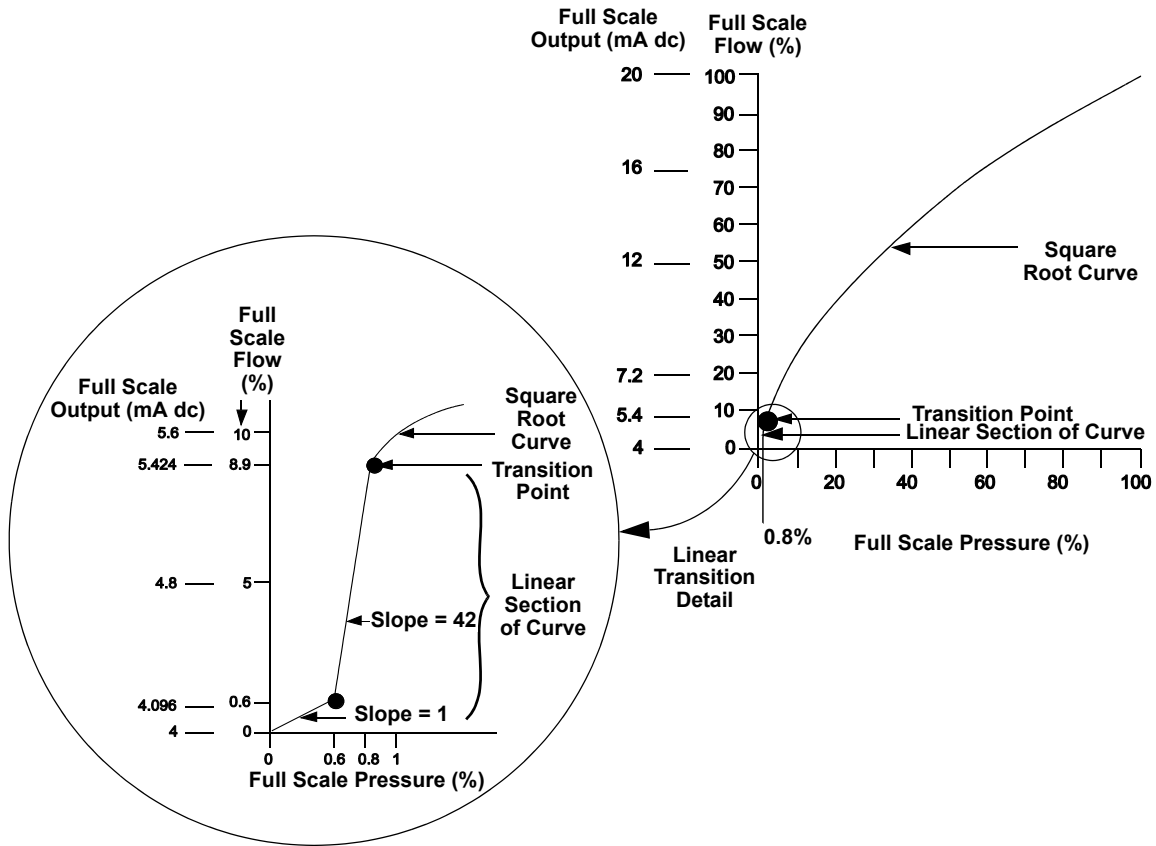 Full Scale
Output (mA dc)
Full Scale
Flow (%)
20
16
12
7.2
5.4
4
100
90
80
70
60
50
40
30
20
10
0
Square
Root Curve
Transition Point
Linear Section of Curve
0
20
40
60
80
100
0.8%
Full Scale Pressure (%)
Linear
Transition
Detail
Full
Scale
Flow
(%)
Full Scale
Output (mA dc)
5.6
5.424
4.8
4.096
4
10
8.9
5
0.6
0
Square
Root
Curve
Transition
Point
Linear
Section
of Curve
Slope = 42
Slope = 1
0
0.6
0.8
1
Full Scale Pressure (%)